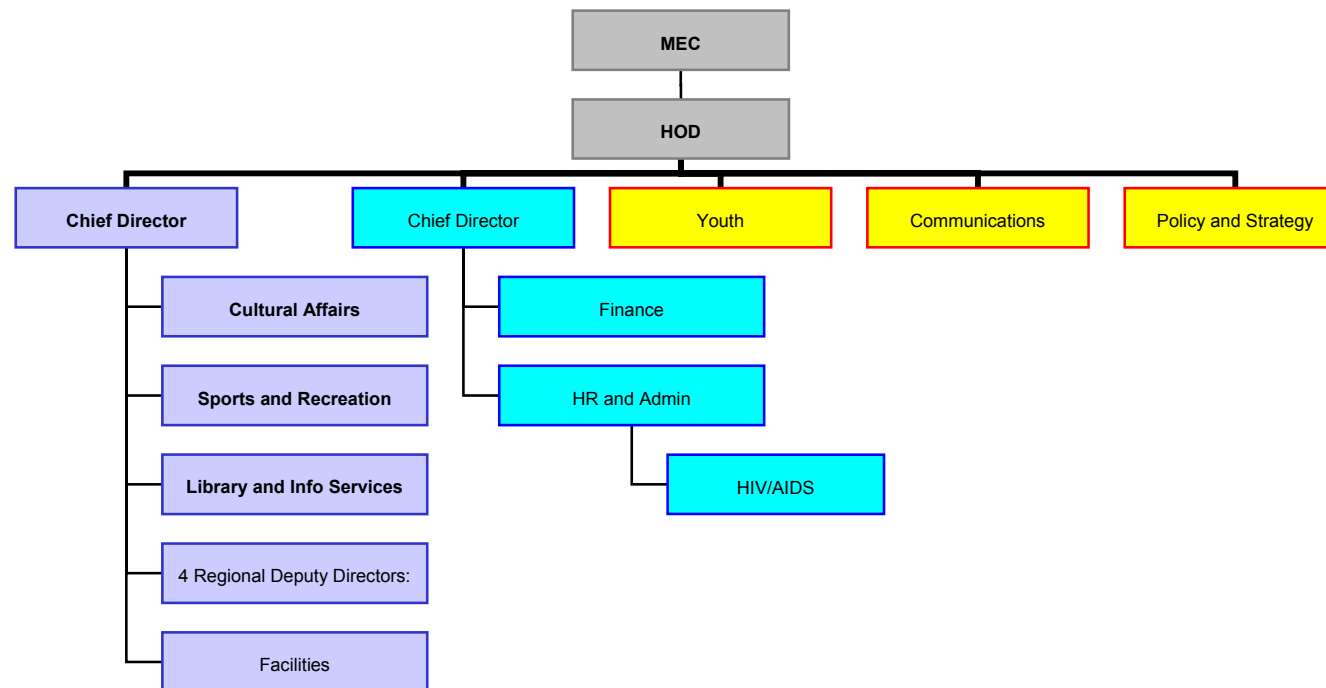 MEC
HOD
Chief Director
Chief Director
Youth
Communications
Policy and Strategy
Cultural Affairs
Finance
Sports and Recreation
HR and Admin
Library and Info Services
HIV/AIDS
4 Regional Deputy Directors:
Facilities